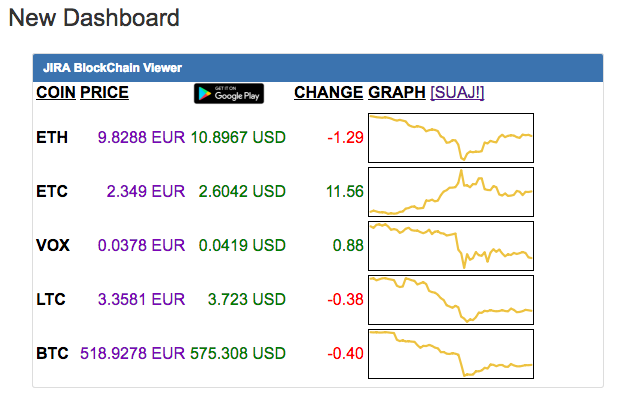 New Dashboard
JIRA BlockChain Viewer
COIN PRICE GET IT ON Google Play CHANGE GRAPH [SUAJ!]
ETH 9.8288 EUR 10.8967 USD -1.29
ETC 2.349 EUR 2.6042 USD 11.56
VOX 0.0378 EUR 0.0419 USD 0.88
LTC 3.3581 EUR 3.723 USD -0.38
BTC 518.9278 EUR 575.308 USD -0.40